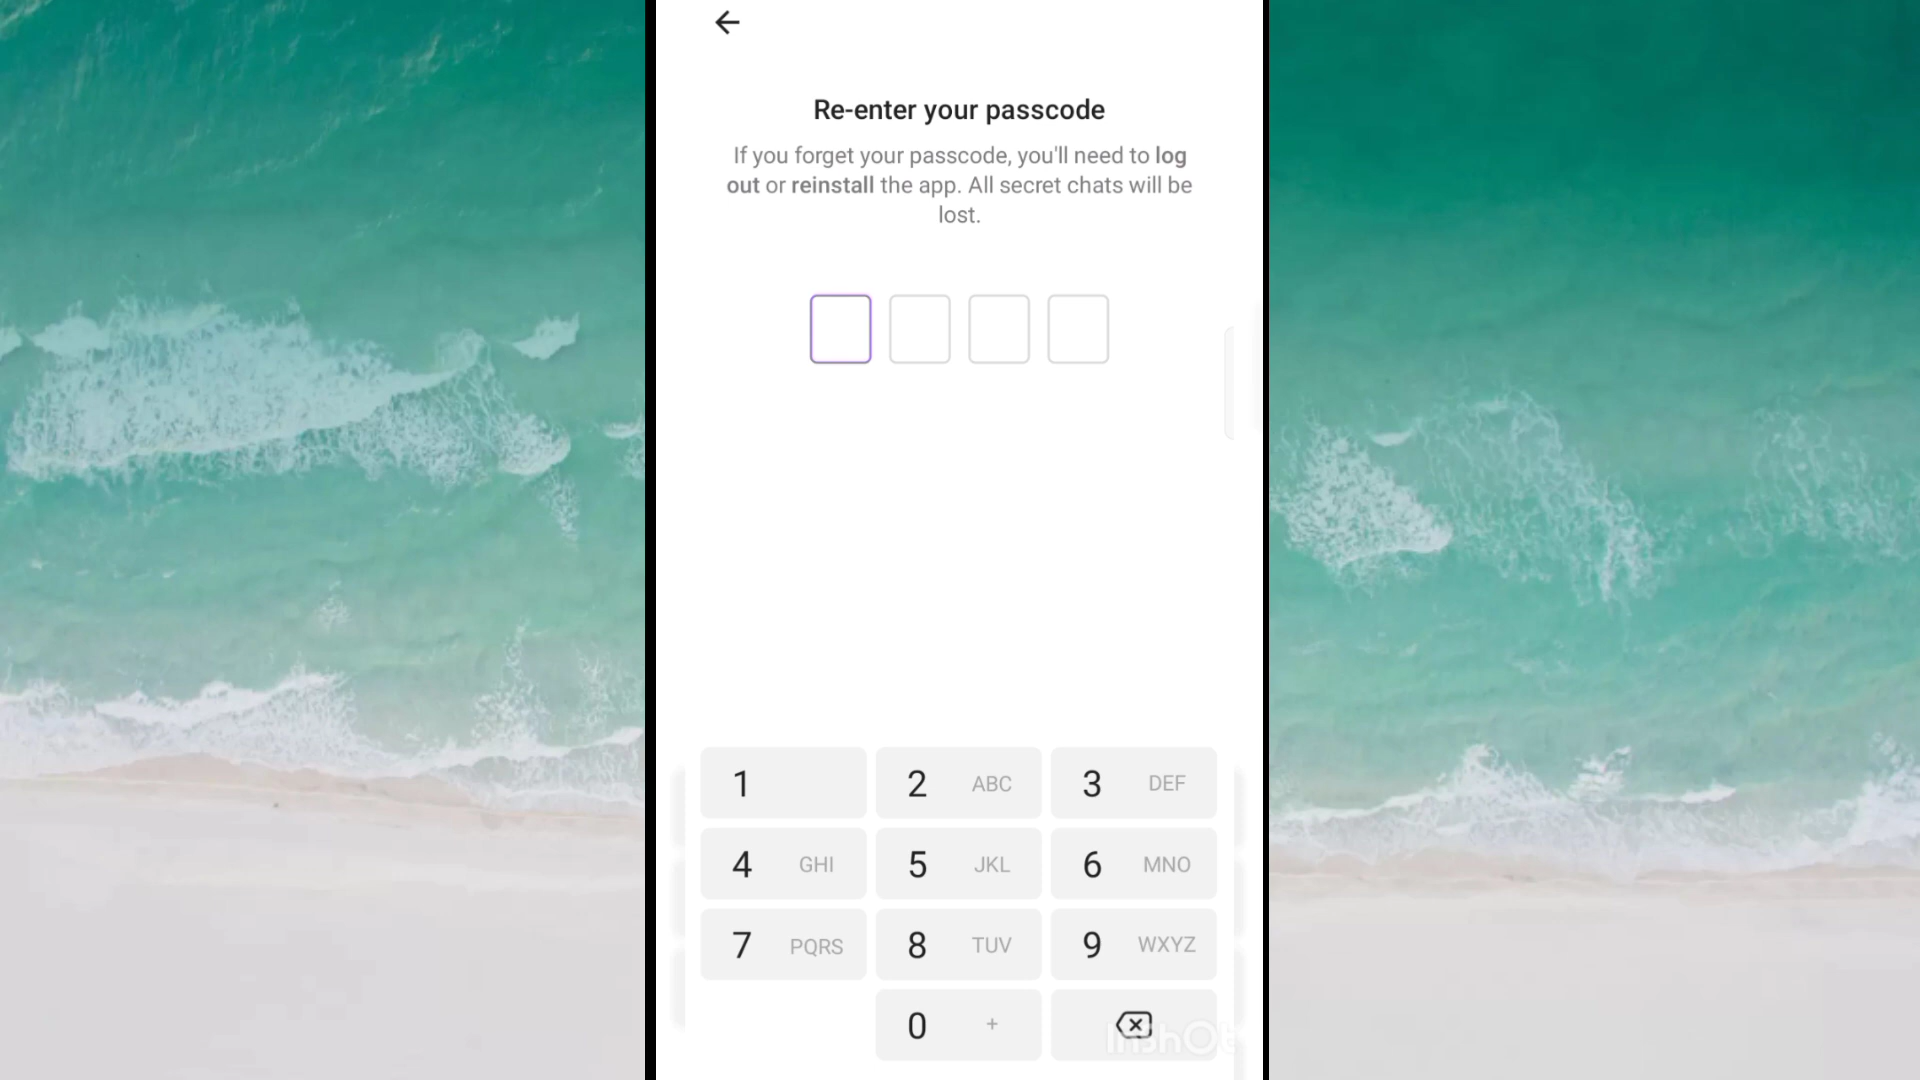 Re-enter your passcode
If you forget your passcode, you'll need to log
out or reinstall the app. All secret chats will be
lost.
1
2 ABC
3 DEF
4 GHI
5 JKL
6 MNO
7 PQRS
8 TUV
9 WXYZ
0 +
InShOt